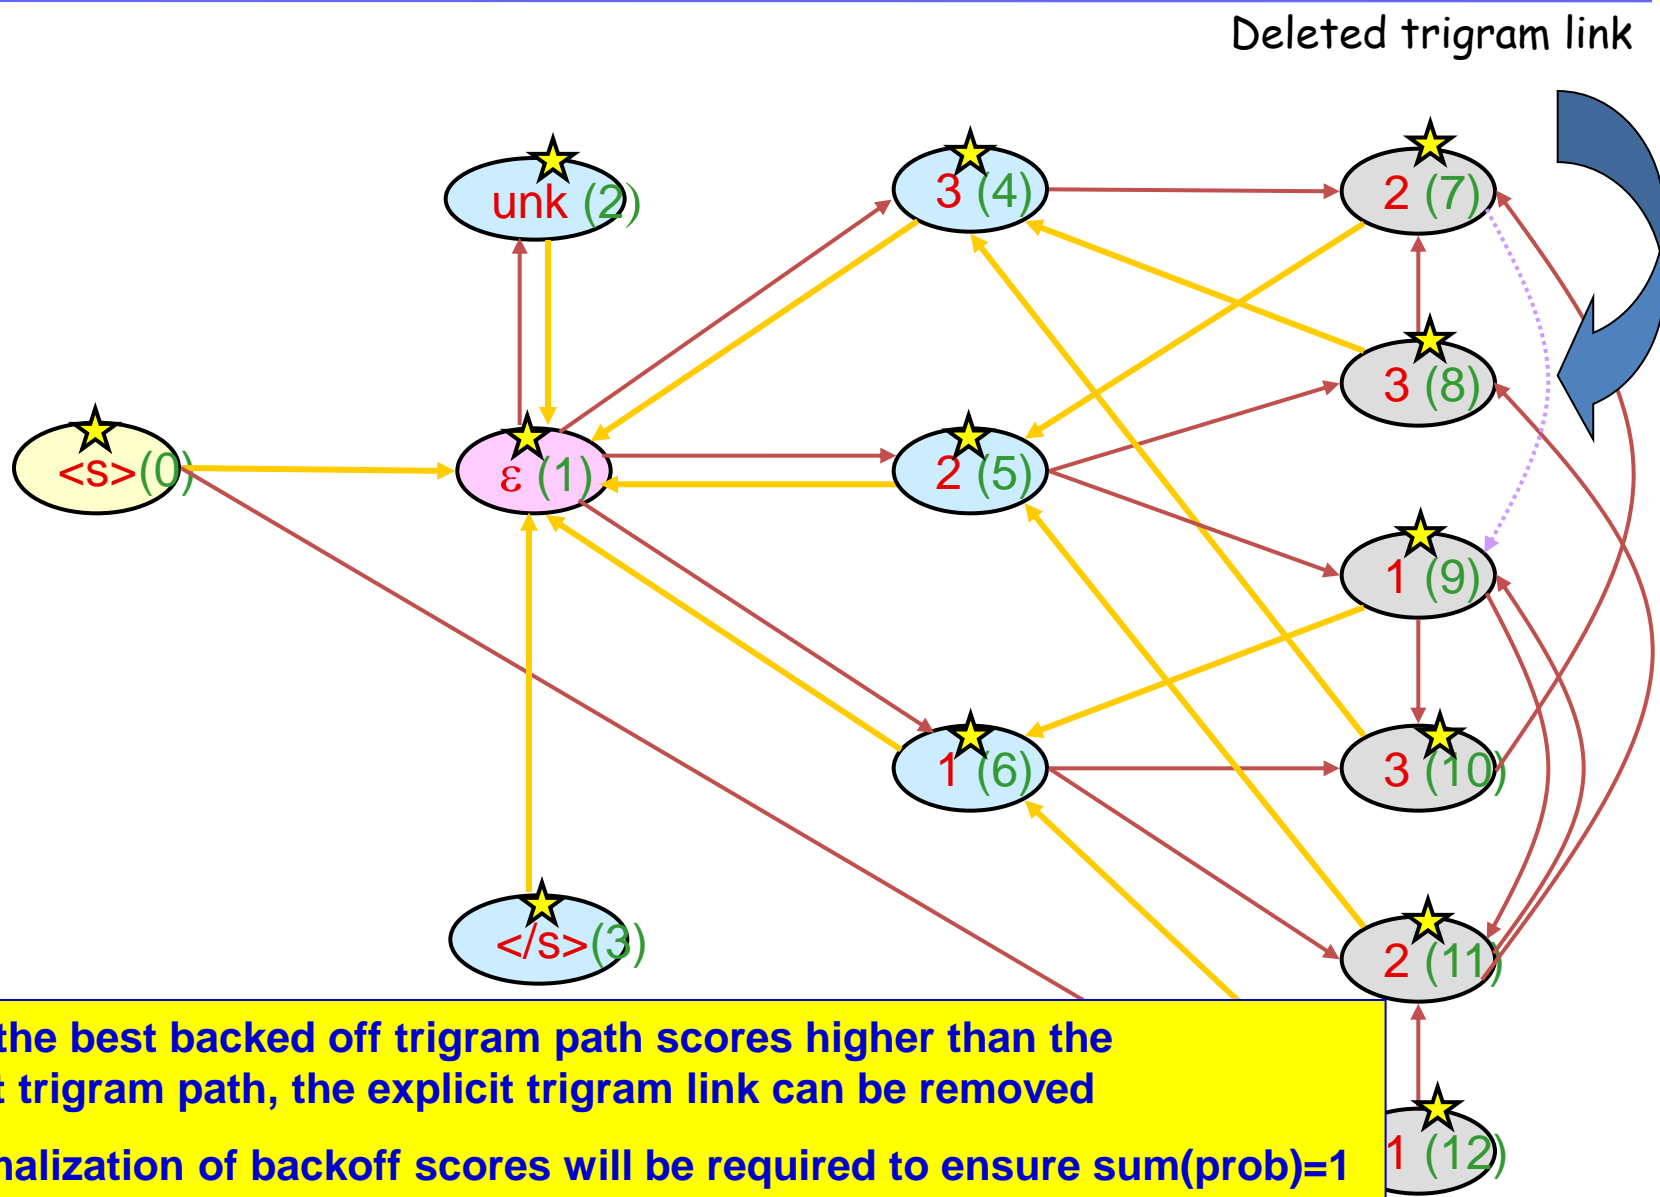 Deleted trigram link
unk (2)
3 (4)
2 (7)
3 (8)
<s>(0)
ε (1)
2 (5)
1 (9)
1 (6)
3 (10)
</s>(3)
2 (11)
the best backed off trigram path scores higher than the
t trigram path, the explicit trigram link can be removed
nalization of backoff scores will be required to ensure sum(prob)=1
1 (12)